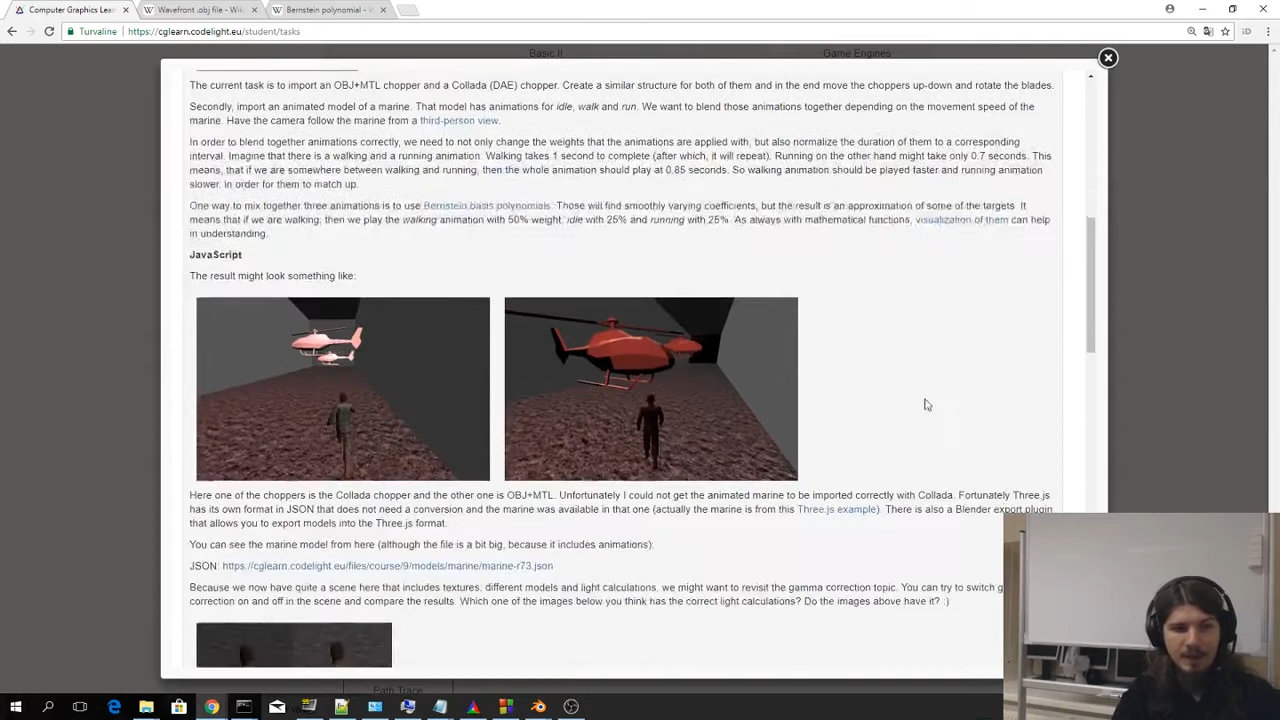 Computer Graphics Lea
Wavefront .obj file - W
Bernstein polynomial - W
Turvaline
https://cglearn.codelight.eu/student/tasks
Basic II
Game Engines
The current task is to import an OBJ+MTL chopper and a Collada (DAE) chopper. Create a similar structure for both of them and in the end move the choppers up-down and rotate the blades.
Secondly, import an animated model of a marine. That model has animations for idle, walk and run. We want to blend those animations together depending on the movement speed of the
marine. Have the camera follow the marine from a third-person view.
In order to blend together animations correctly, we need to not only change the weights that the animations are applied with, but also normalize the duration of them to a corresponding
interval. Imagine that there is a walking and a running animation. Walking takes 1 second to complete (after which, it will repeat). Running on the other hand might take only 0.7 seconds. This
means, that if we are somewhere between walking and running, then the whole animation should play at 0.85 seconds. So walking animation should be played faster and running animation
slower, in order for them to match up.
One way to mix together three animations is to use Bernstein basis polynomials. Those will find smoothly varying coefficients, but the result is an approximation of some of the targets. It
means that if we are walking, then we play the walking animation with 50% weight, idle with 25% and running with 25%. As always with mathematical functions, visualization of them can help
in understanding.
JavaScript
The result might look something like:
Here one of the choppers is the Collada chopper and the other one is OBJ+MTL. Unfortunately I could not get the animated marine to be imported correctly with Collada. Fortunately Three.js
has its own format in JSON that does not need a conversion and the marine was available in that one (actually the marine is from this Three.js example). There is also a Blender export plugin
that allows you to export models into the Three.js format.
You can see the marine model from here (although the file is a bit big, because it includes animations):
JSON: https://cglearn.codelight.eu/files/course/9/models/marine/marine-r73.json
Because we now have quite a scene here that includes textures, different models and light calculations, we might want to revisit the gamma correction topic. You can try to switch g
correction on and off in the scene and compare the results. Which one of the images below you think has the correct light calculations? Do the images above have it? :)
Path Trace